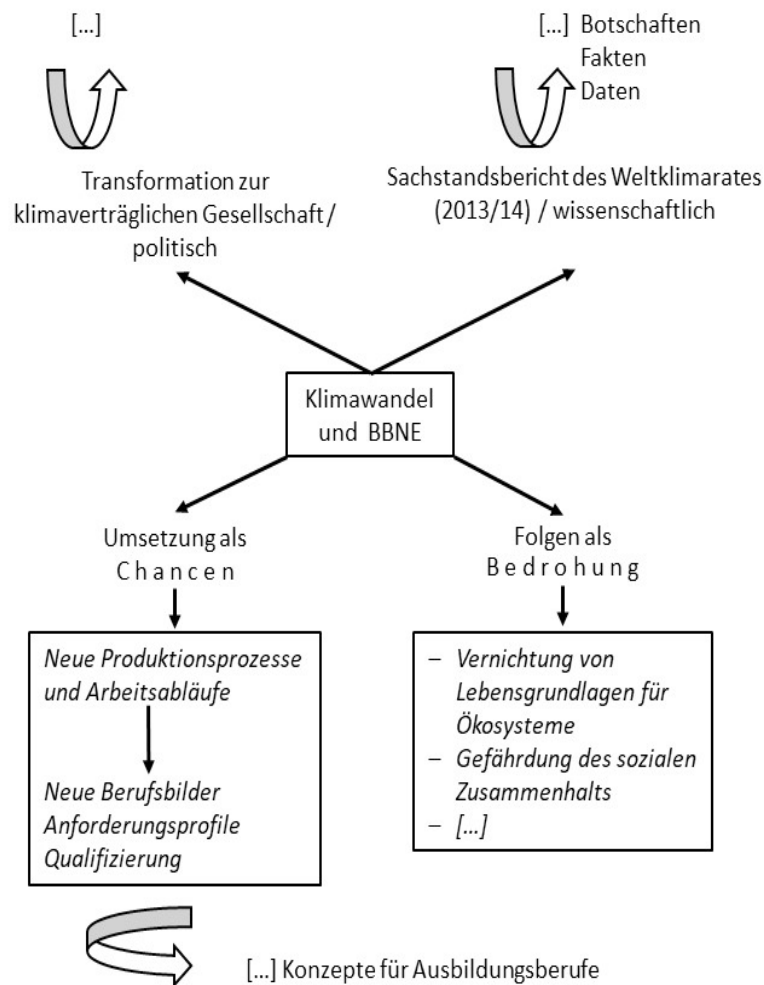 [...]
[...] Botschaften
Fakten
Daten
Transformation zur
klimaverträglichen Gesellschaft /
politisch
Sachstandsbericht des Weltklimarates
(2013/14) / wissenschaftlich
Klimawandel
und BBNE
Umsetzung als
C h a n c e n
Folgen als
B e d r o h u n g
Neue Produktionsprozesse
und Arbeitsabläufe
Neue Berufsbilder
Anforderungsprofile
Qualifizierung
– Vernichtung von
Lebensgrundlagen für
Ökosysteme
– Gefährdung des sozialen
Zusammenhalts
– [...]
[...] Konzepte für Ausbildungsberufe